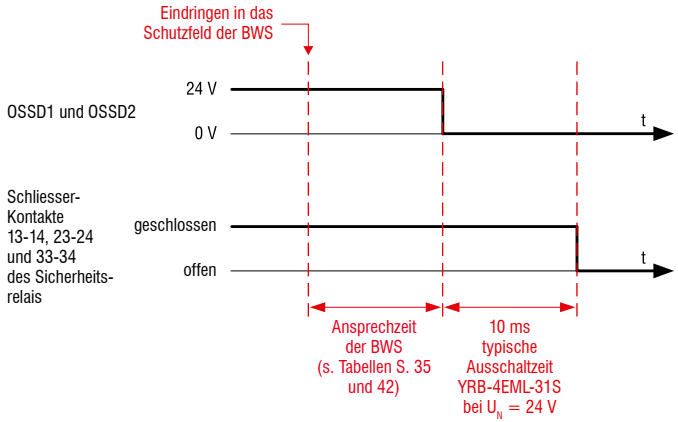 Eindringen in das
Schutzfeld der BWS
24 V
OSSD1 und OSSD2
0 V
t
Schliesser-
Kontakte
13-14, 23-24
und 33-34
des Sicherheits-
relais
geschlossen
offen
t
Ansprechzeit
der BWS
(s. Tabellen S. 35
und 42)
10 ms
typische
Ausschaltzeit
YRB-4EML-31S
bei U_N = 24 V